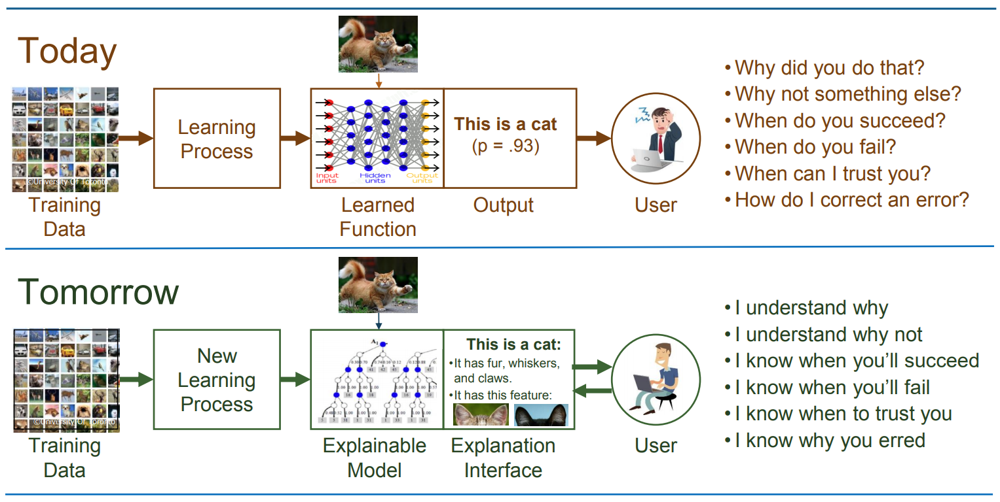 Today
©University Of Toronto
Training
Data
Learning
Process
Input
units
Hidden
units
Output
units
Learned
Function
This is a cat
(p = .93)
Output
User
• Why did you do that?
• Why not something else?
• When do you succeed?
• When do you fail?
• When can I trust you?
• How do I correct an error?
Tomorrow
©University Of Toronto
Training
Data
New
Learning
Process
A₁
Explainable
Model
This is a cat:
• It has fur, whiskers,
and claws.
• It has this feature:
Explanation
Interface
User
• I understand why
• I understand why not
• I know when you’ll succeed
• I know when you’ll fail
• I know when to trust you
• I know why you erred